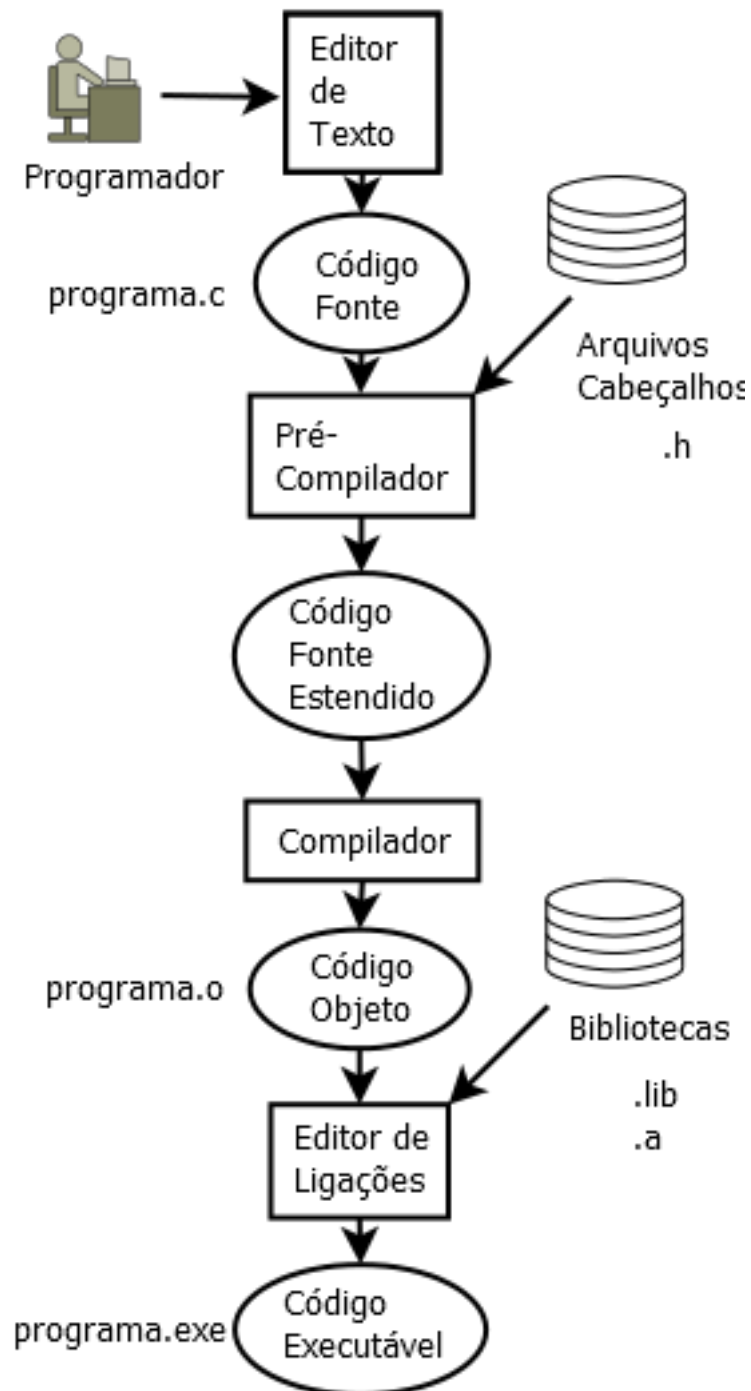 Editor
de
Texto
Programador
Código
Fonte
programa.c
Arquivos
Cabeçalhos
.h
Pré-
Compilador
Código
Fonte
Estendido
Compilador
Código
Objeto
programa.o
Bibliotecas
.lib
.a
Editor de
Ligações
Código
Executável
programa.exe